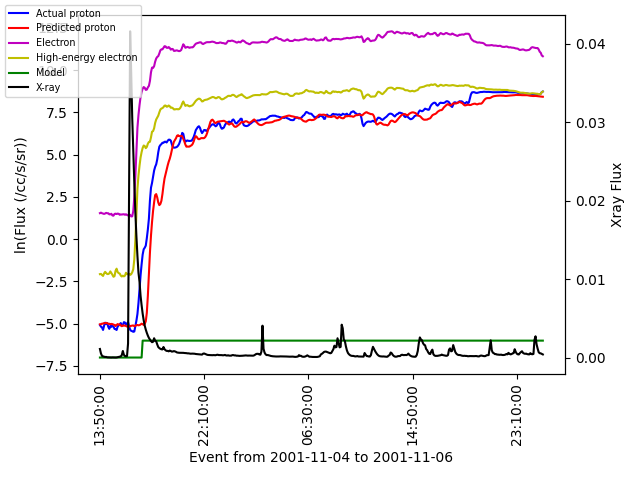 Actual proton
Predicted proton
Electron
High-energy electron
Model
X-ray
7.5
5.0
2.5
0.0
−2.5
−5.0
−7.5
ln(Flux (/cc/s/sr))
0.04
0.03
0.02
0.01
0.00
Xray Flux
13:50:00
22:10:00
06:30:00
14:50:00
23:10:00
Event from 2001-11-04 to 2001-11-06